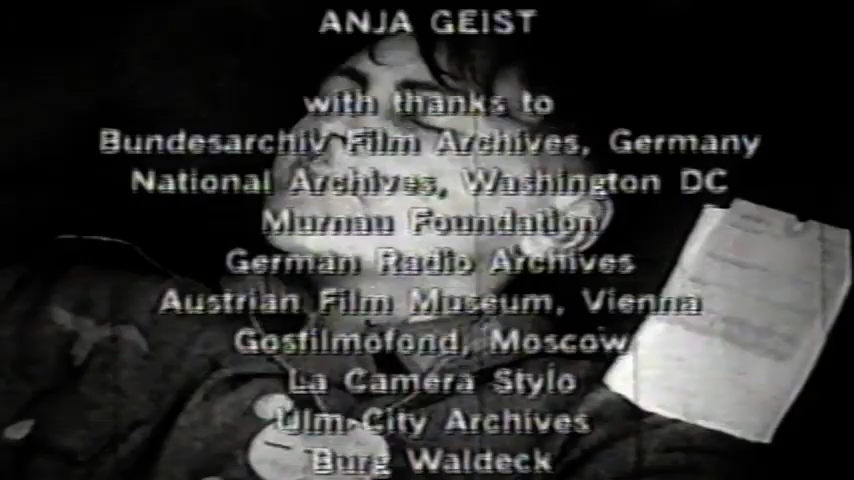 ANJA GEIST
with thanks to
Bundesarchiv Film Archives, Germany
National Archives, Washington DC
Murnau Foundation
German Radio Archives
Austrian Film Museum, Vienna
Gosfilmofond, Moscow
La Camera Stylo
Ulm City Archives
Burg Waldeck